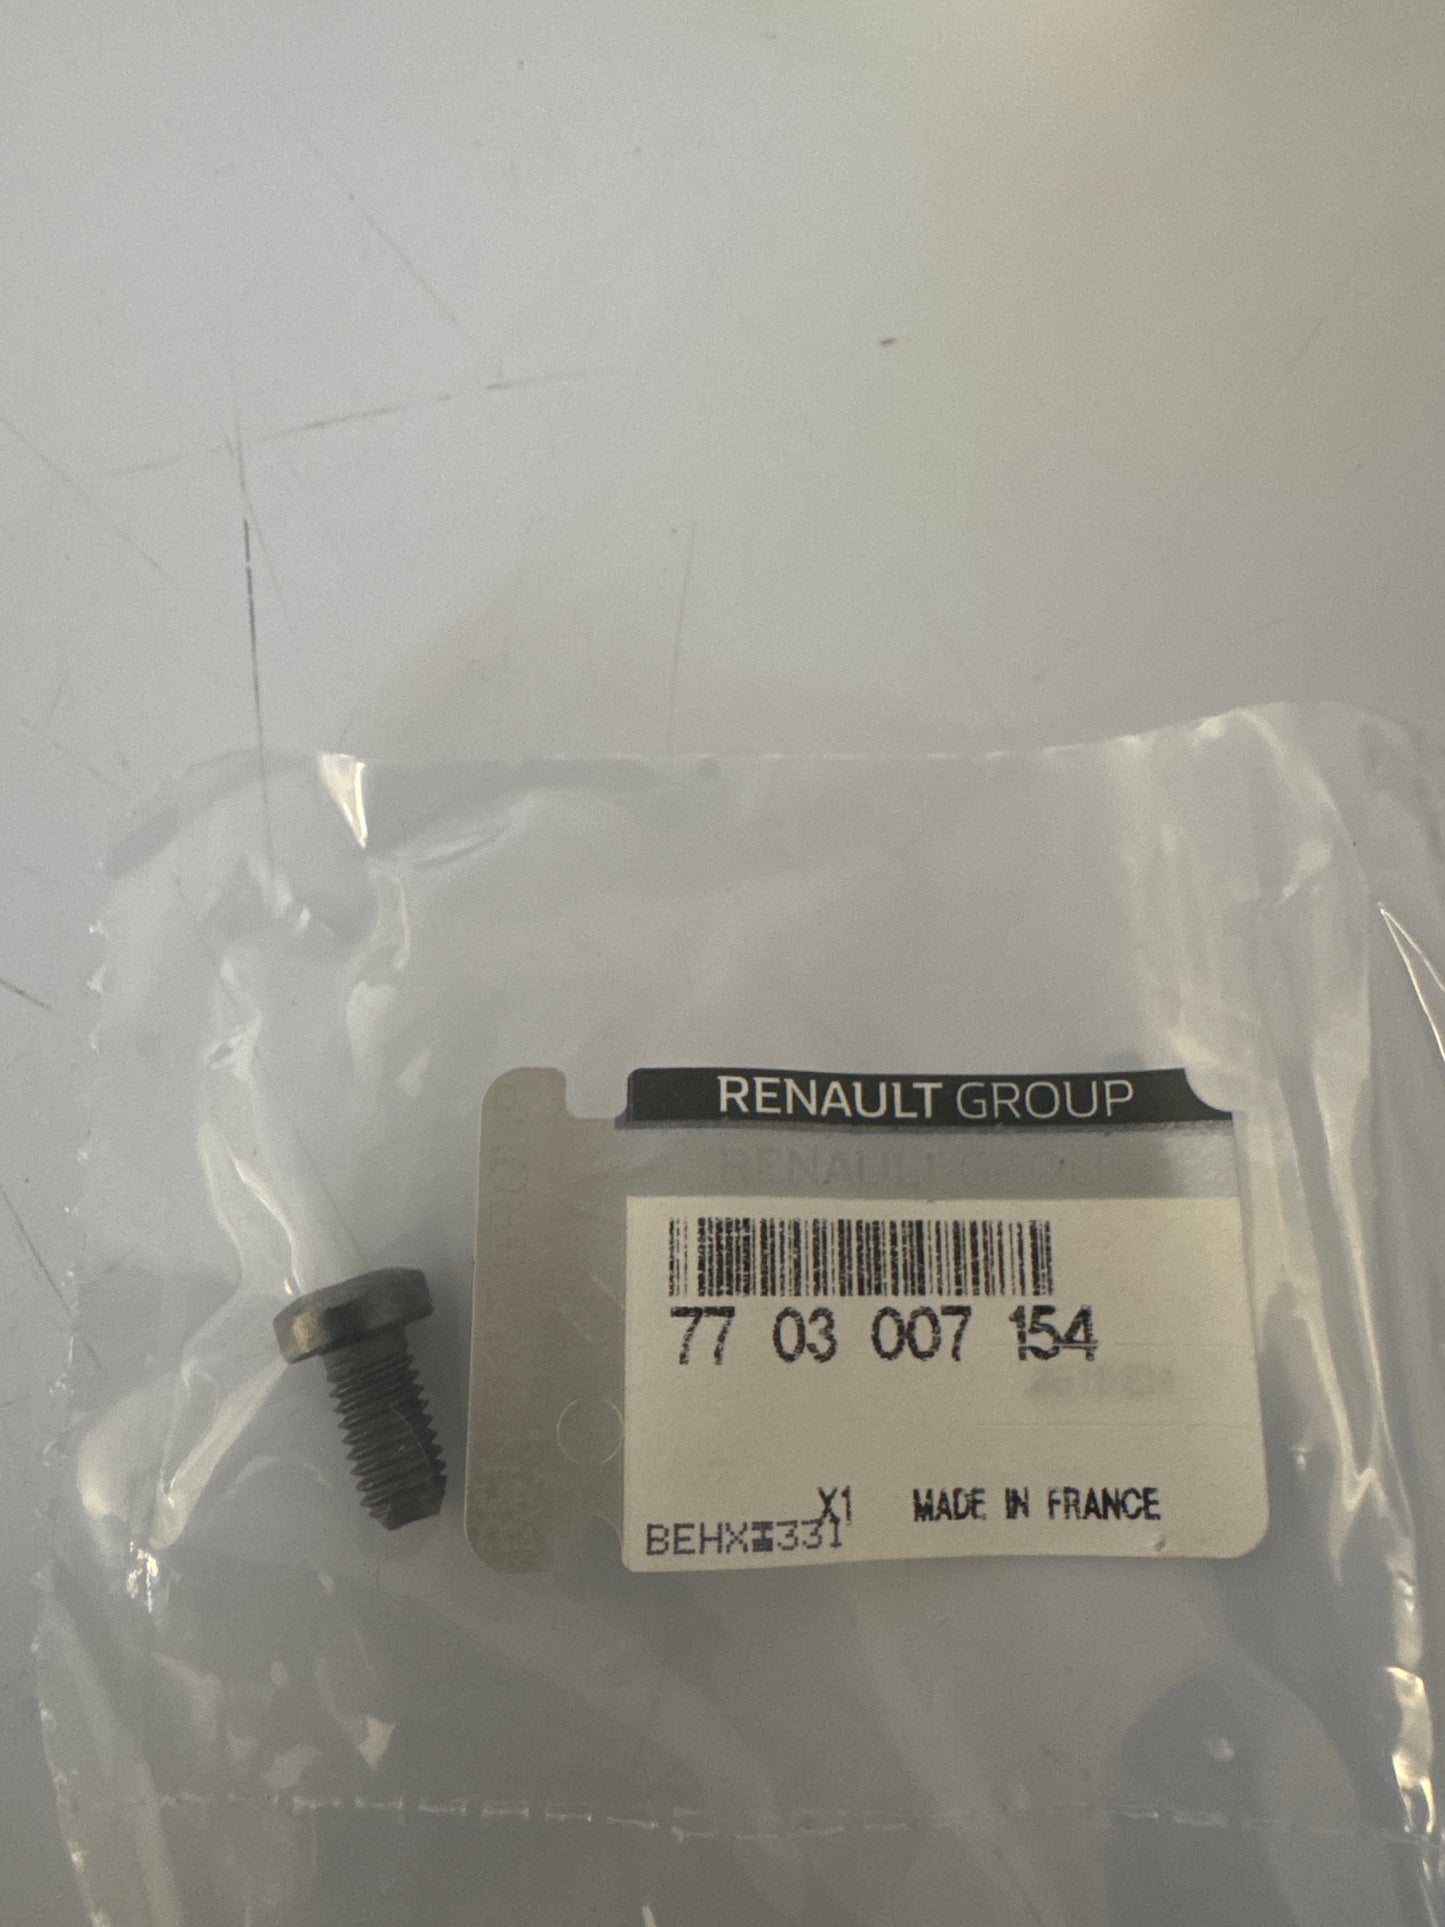 RENAULT GROUP
77 03 007 154
X1 MADE IN FRANCE